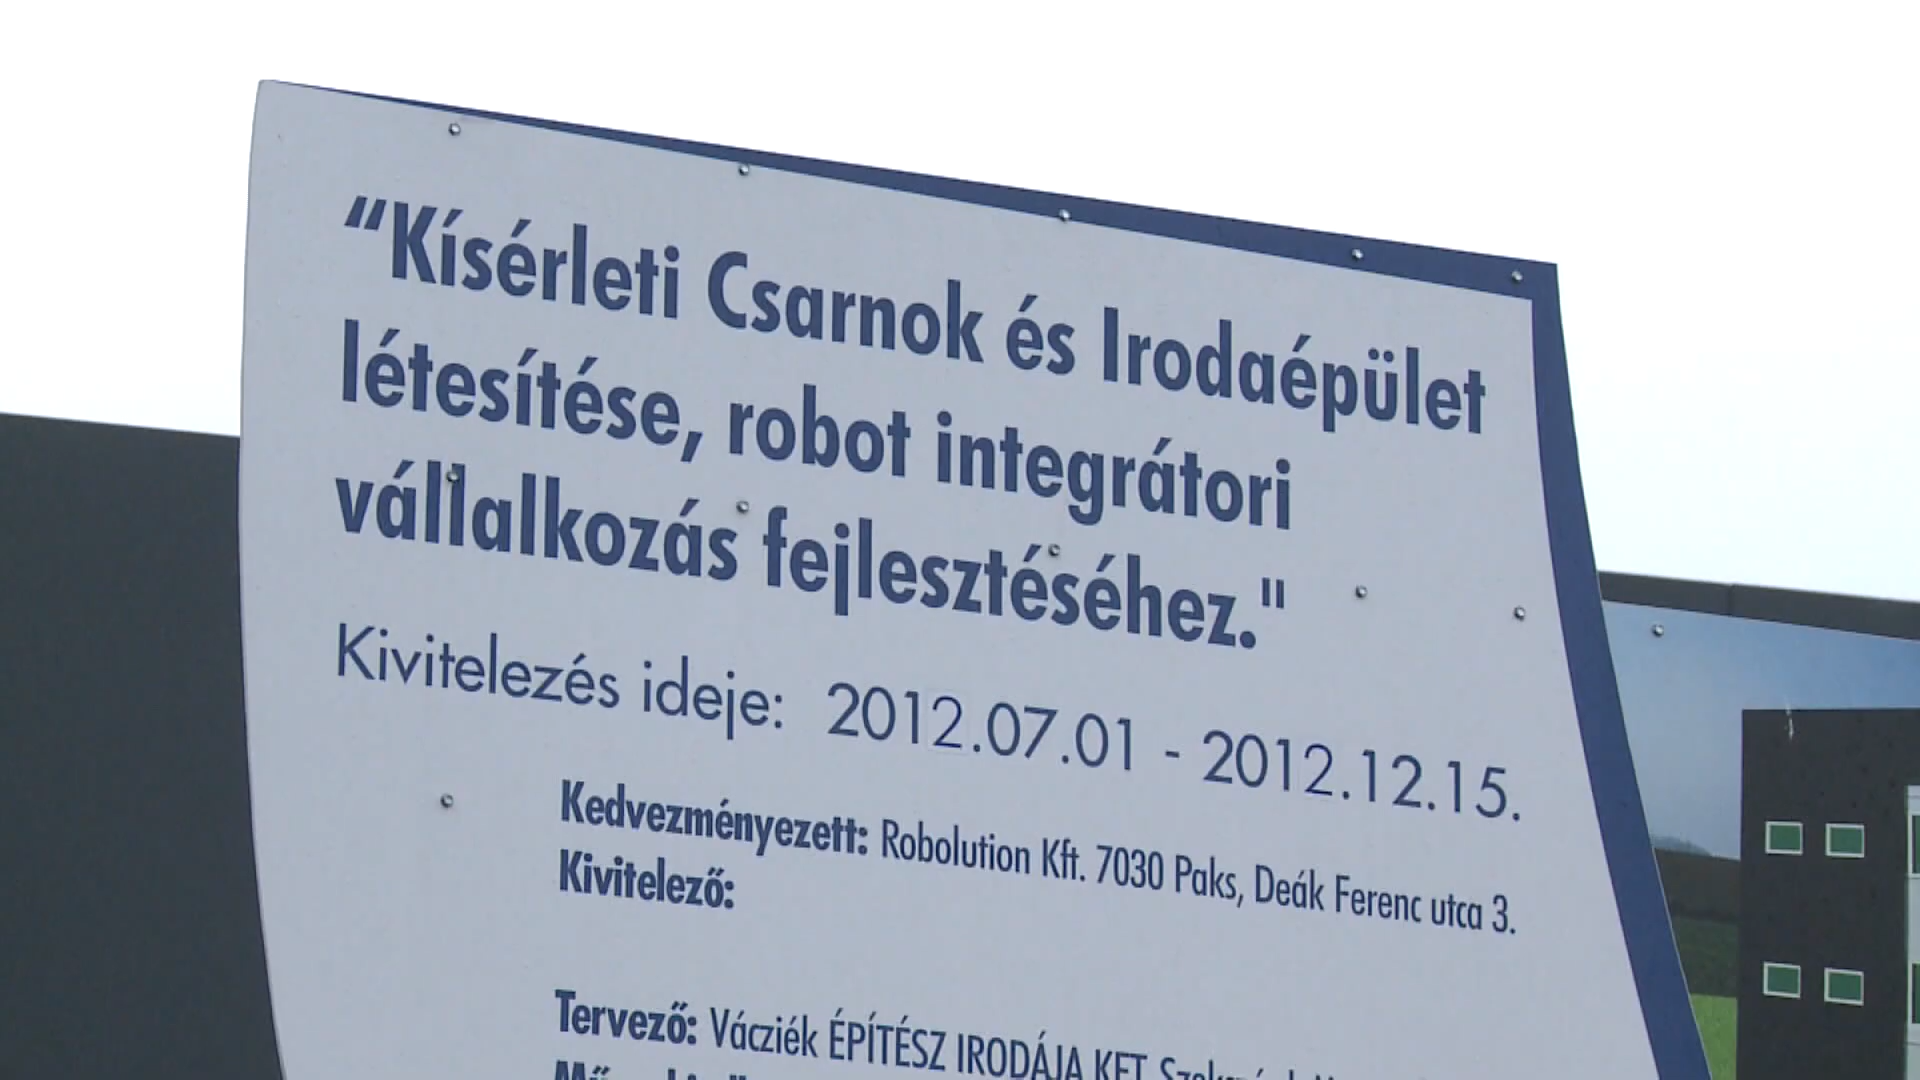 “Kísérleti Csarnok és Irodaépület
létesítése, robot integrátori
vállalkozás fejlesztéséhez."
Kivitelezés ideje: 2012.07.01 - 2012.12.15.
Kedvezményezett: Robolution Kft. 7030 Paks, Deák Ferenc utca 3.
Kivitelező:
Tervező: Vácziék ÉPÍTÉSZ IRODÁJA KFT